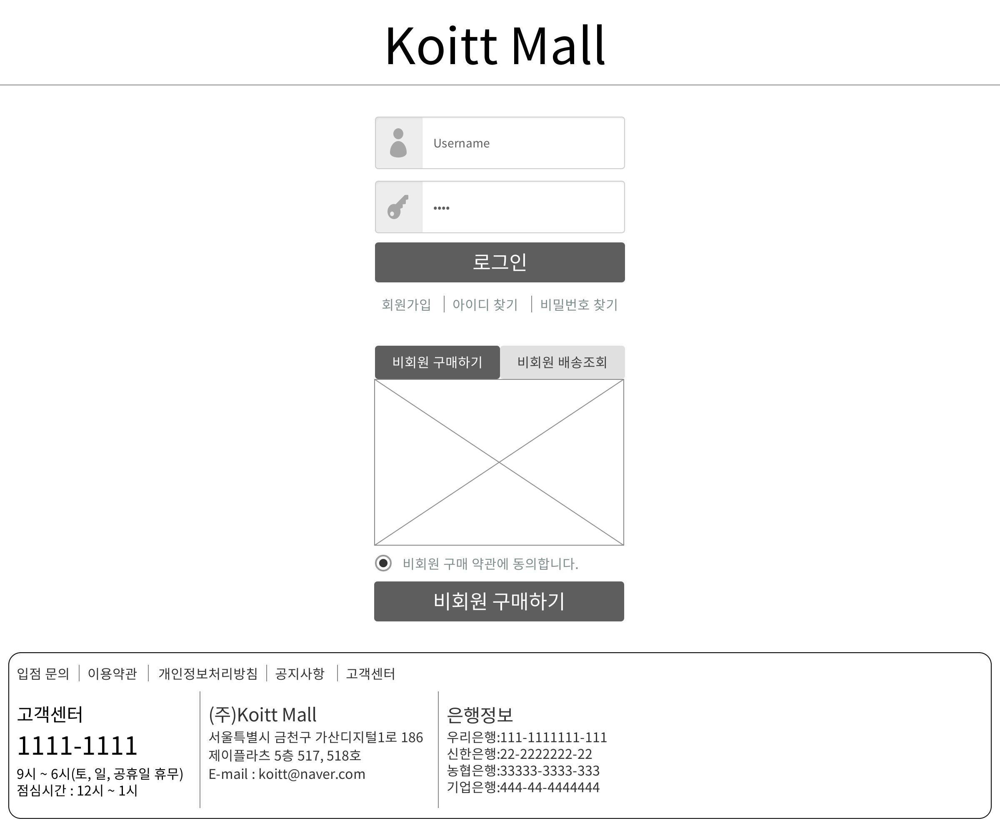 Koitt Mall
Username
••••
로그인
회원가입 아이디 찾기 비밀번호 찾기
비회원 구매하기 비회원 배송조회
비회원 구매 약관에 동의합니다.
비회원 구매하기
입점 문의 이용약관 개인정보처리방침 공지사항 고객센터
고객센터
1111-1111
9시 ~ 6시(토, 일, 공휴일 휴무)
점심시간 : 12시 ~ 1시
(주)Koitt Mall
서울특별시 금천구 가산디지털1로 186
제이플라츠 5층 517, 518호
E-mail : koitt@naver.com
은행정보
우리은행:111-1111111-111
신한은행:22-2222222-22
농협은행:33333-3333-333
기업은행:444-44-4444444